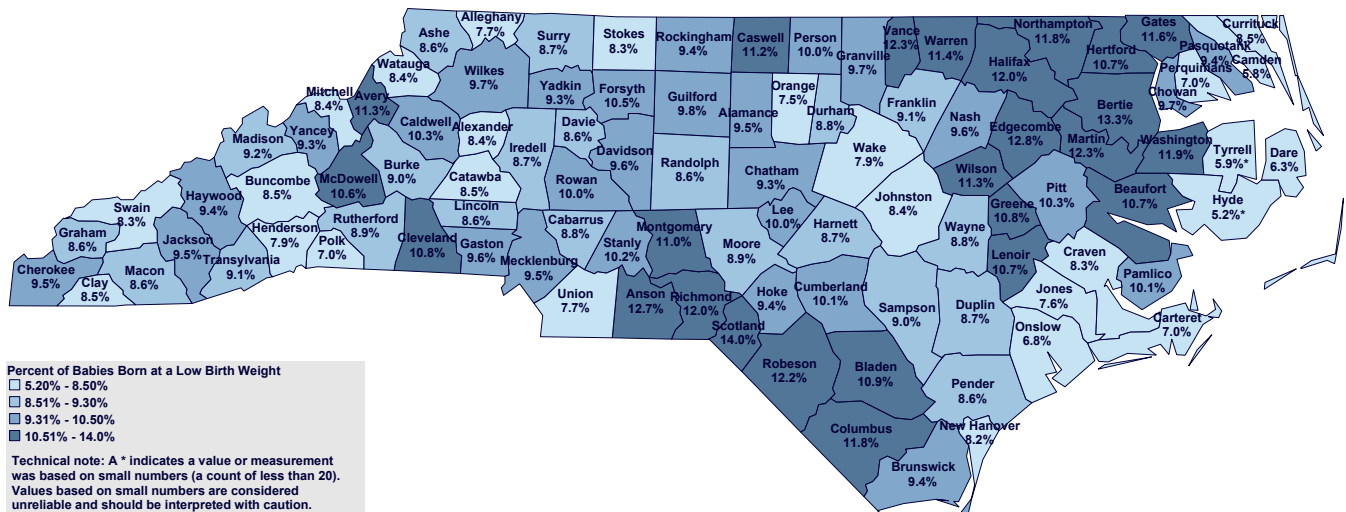 Alleghany
7.7%
Ashe
8.6%
Surry
8.7%
Stokes
8.3%
Rockingham
9.4%
Caswell
11.2%
Person
10.0%
Granville
9.7%
Vance
12.3%
Warren
11.4%
Northampton
11.8%
Gates
11.6%
Currituck
8.5%
Hertford
10.7%
Pasquotank
9.4%
Camden
5.8%
Perquimans
7.0%
Chowan
9.7%
Halifax
12.0%
Bertie
13.3%
Watauga
8.4%
Wilkes
9.7%
Yadkin
9.3%
Forsyth
10.5%
Guilford
9.8%
Alamance
9.5%
Orange
7.5%
Durham
8.8%
Franklin
9.1%
Nash
9.6%
Edgecombe
12.8%
Martin
12.3%
Washington
11.9%
Tyrrell
5.9%*
Dare
6.3%
Mitchell
8.4%
Avery
11.3%
Caldwell
10.3%
Alexander
8.4%
Iredell
8.7%
Davie
8.6%
Davidson
9.6%
Randolph
8.6%
Chatham
9.3%
Wake
7.9%
Wilson
11.3%
Pitt
10.3%
Beaufort
10.7%
Hyde
5.2%*
Madison
9.2%
Yancey
9.3%
McDowell
10.6%
Burke
9.0%
Catawba
8.5%
Rowan
10.0%
Lee
10.0%
Johnston
8.4%
Greene
10.8%
Haywood
9.4%
Buncombe
8.5%
Lincoln
8.6%
Cabarrus
8.8%
Stanly
10.2%
Montgomery
11.0%
Moore
8.9%
Harnett
8.7%
Wayne
8.8%
Lenoir
10.7%
Craven
8.3%
Pamlico
10.1%
Swain
8.3%
Graham
8.6%
Jackson
9.5%
Henderson
7.9%
Polk
7.0%
Rutherford
8.9%
Cleveland
10.8%
Gaston
9.6%
Mecklenburg
9.5%
Transylvania
9.1%
Cherokee
9.5%
Clay
8.5%
Macon
8.6%
Union
7.7%
Anson
12.7%
Richmond
12.0%
Scotland
14.0%
Hoke
9.4%
Cumberland
10.1%
Sampson
9.0%
Duplin
8.7%
Jones
7.6%
Onslow
6.8%
Carteret
7.0%
Robeson
12.2%
Bladen
10.9%
Pender
8.6%
Columbus
11.8%
New Hanover
8.2%
Brunswick
9.4%
Percent of Babies Born at a Low Birth Weight
5.20% - 8.50%
8.51% - 9.30%
9.31% - 10.50%
10.51% - 14.0%
Technical note: A * indicates a value or measurement
was based on small numbers (a count of less than 20).
Values based on small numbers are considered
unreliable and should be interpreted with caution.